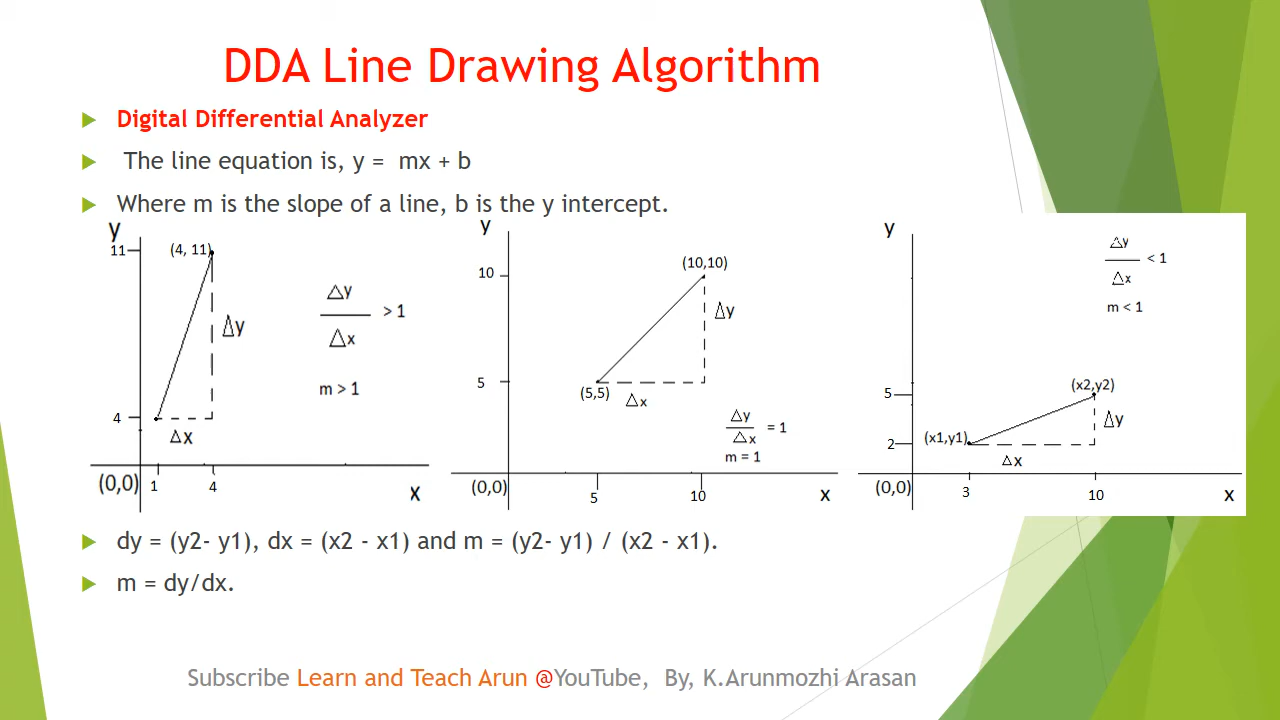 DDA Line Drawing Algorithm
Digital Differential Analyzer
The line equation is, y = mx + b
Where m is the slope of a line, b is the y intercept.
y
11
(4, 11)
Δy
Δx
> 1
m > 1
Δy
4
Δx
(0,0)
1
4
x
y
10
(10,10)
Δy
5
(5,5)
Δx
Δy
Δx
= 1
m = 1
(0,0)
5
10
x
y
Δy
Δx
< 1
m < 1
(x2,y2)
5
Δy
2
(x1,y1)
Δx
(0,0)
3
10
x
dy = (y2- y1), dx = (x2 - x1) and m = (y2- y1) / (x2 - x1).
m = dy/dx.
Subscribe Learn and Teach Arun @YouTube, By, K.Arunmozhi Arasan